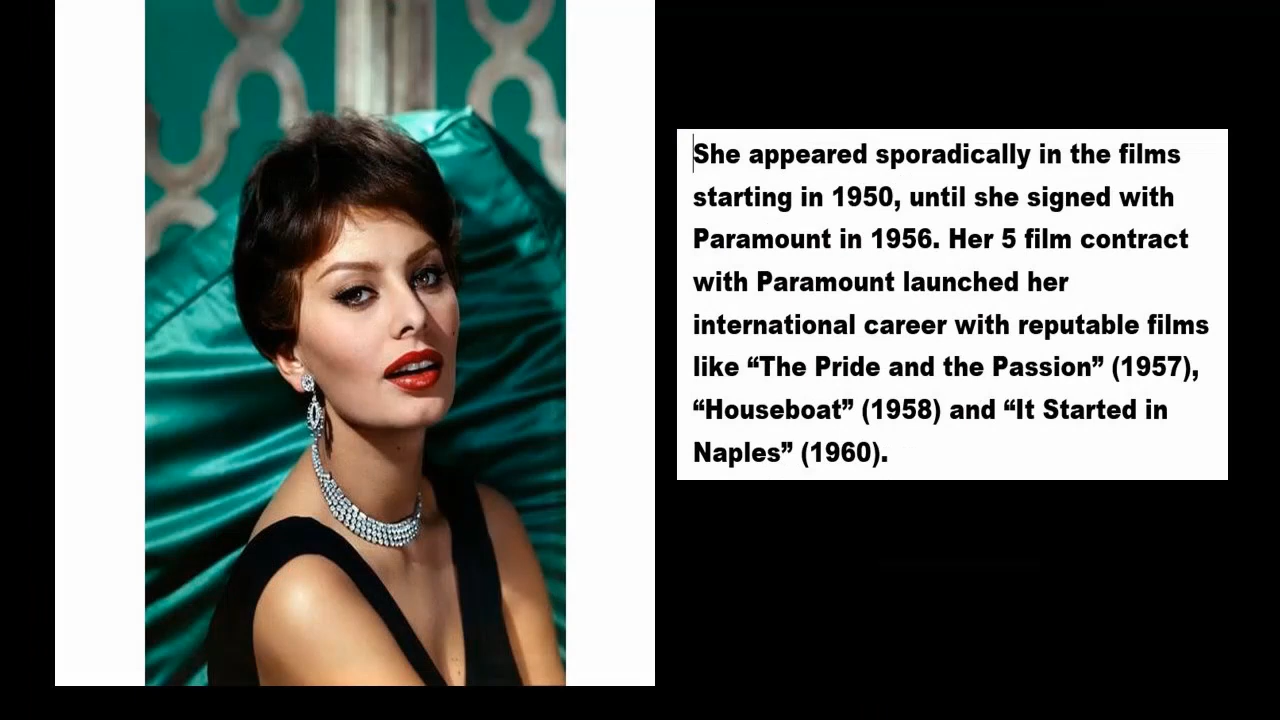 She appeared sporadically in the films
starting in 1950, until she signed with
Paramount in 1956. Her 5 film contract
with Paramount launched her
international career with reputable films
like “The Pride and the Passion” (1957),
“Houseboat” (1958) and “It Started in
Naples” (1960).